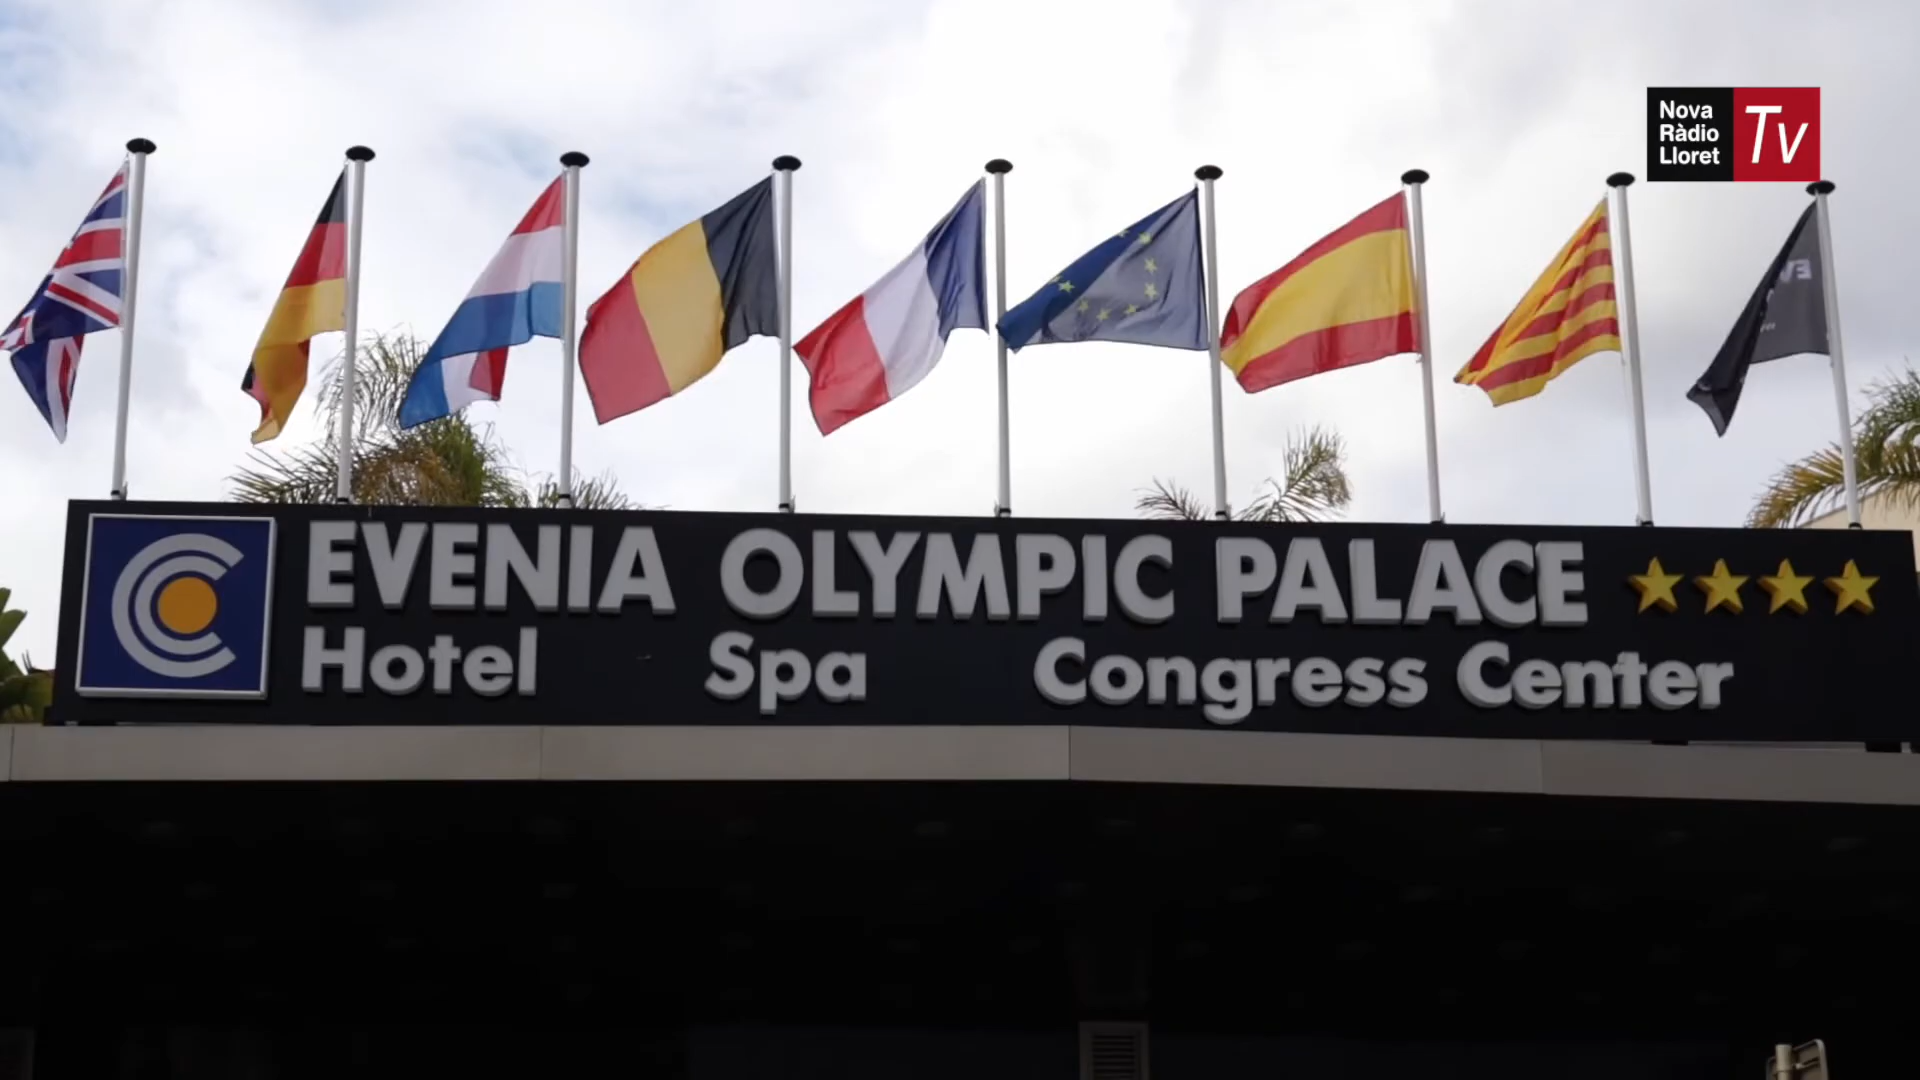 Nova
Ràdio
Lloret
Tv
EVENIA OLYMPIC PALACE
Hotel Spa Congress Center